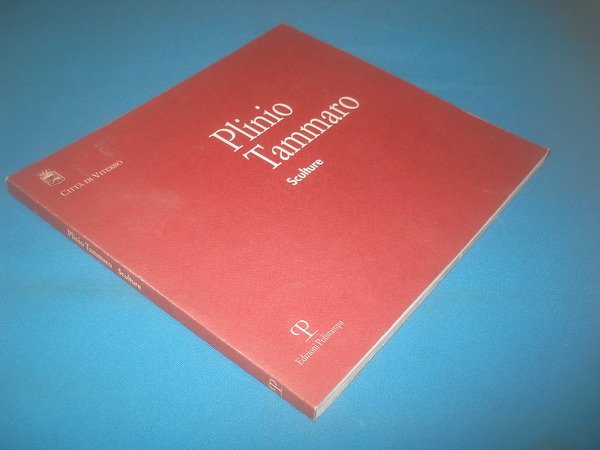 Plinio
Tammaro
Sculture
CITTÀ DI VITERBO
Edizioni Polistampa
Plinio Tammaro Sculture